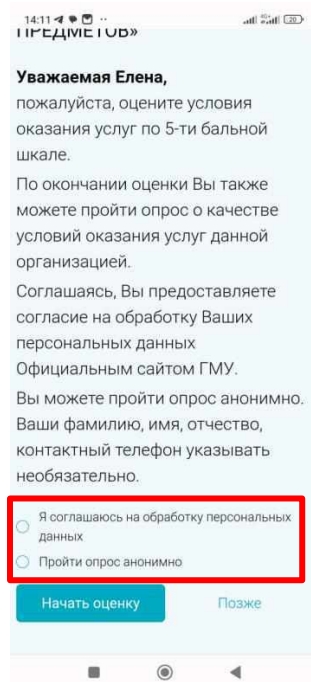 14:11
20
ПРЕДМЕТОВ»
Уважаемая Елена,
пожалуйста, оцените условия
оказания услуг по 5-ти бальной
шкале.
По окончании оценки Вы также
можете пройти опрос о качестве
условий оказания услуг данной
организацией.
Соглашаясь, Вы предоставляете
согласие на обработку Ваших
персональных данных
Официальным сайтом ГМУ.
Вы можете пройти опрос анонимно.
Ваши фамилию, имя, отчество,
контактный телефон указывать
необязательно.
Я соглашаюсь на обработку персональных
данных
Пройти опрос анонимно
Начать оценку Позже